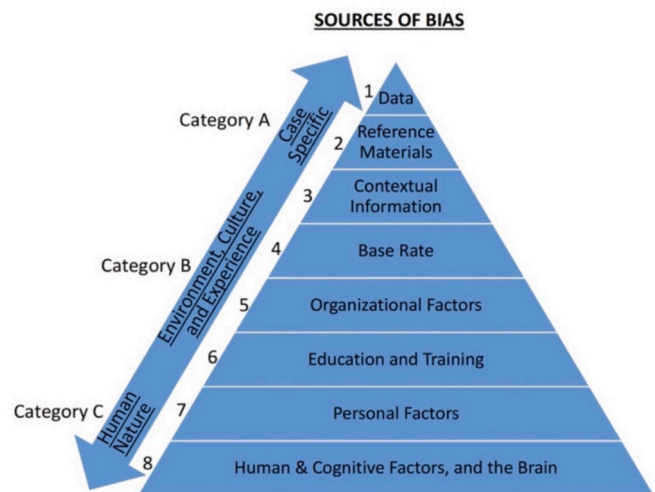 SOURCES OF BIAS
Category A
Case
Specific
Category B
Environment, Culture,
and Experience
Category C
Human
Nature
1
Data
2
Reference
Materials
3
Contextual
Information
4
Base Rate
5
Organizational Factors
6
Education and Training
7
Personal Factors
8
Human & Cognitive Factors, and the Brain